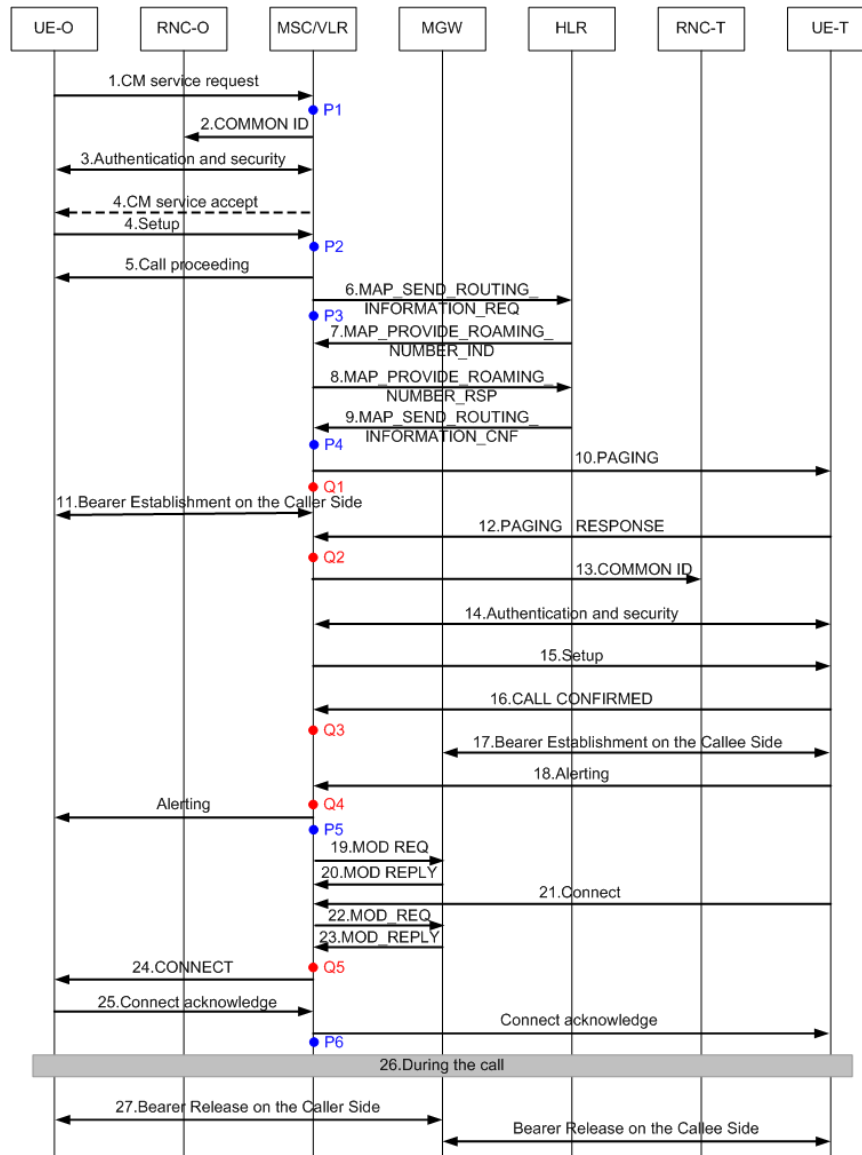 UE-O RNC-O MSC/VLR MGW HLR RNC-T UE-T
1.CM service request
P1
2.COMMON ID
3.Authentication and security
4.CM service accept
4.Setup
P2
5.Call proceeding
6.MAP_SEND_ROUTING_
INFORMATION_REQ
P3
7.MAP_PROVIDE_ROAMING_
NUMBER_IND
8.MAP_PROVIDE_ROAMING_
NUMBER_RSP
9.MAP_SEND_ROUTING_
INFORMATION_CNF
P4
10.PAGING
Q1
11.Bearer Establishment on the Caller Side
12.PAGING RESPONSE
Q2
13.COMMON ID
14.Authentication and security
15.Setup
16.CALL CONFIRMED
Q3
17.Bearer Establishment on the Callee Side
18.Alerting
Q4
Alerting
P5
19.MOD REQ
20.MOD REPLY
21.Connect
22.MOD_REQ
23.MOD_REPLY
Q5
24.CONNECT
25.Connect acknowledge
Connect acknowledge
P6
26.During the call
27.Bearer Release on the Caller Side
Bearer Release on the Callee Side